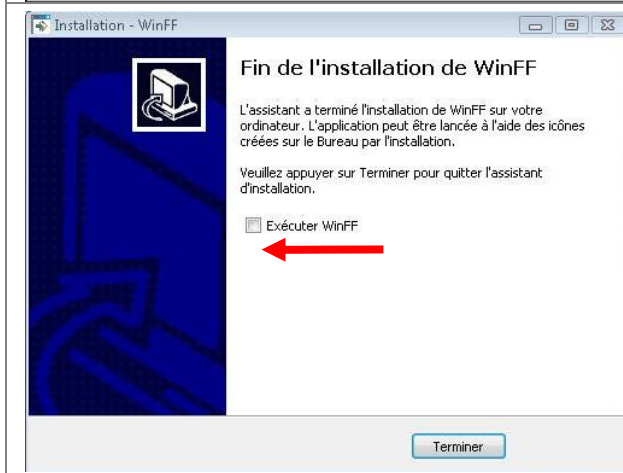 Installation - WinFF
Fin de l'installation de WinFF
L'assistant a terminé l'installation de WinFF sur votre
ordinateur. L'application peut être lancée à l'aide des icônes
créées sur le Bureau par l'installation.
Veuillez appuyer sur Terminer pour quitter l'assistant
d'installation.
Exécuter WinFF
Terminer